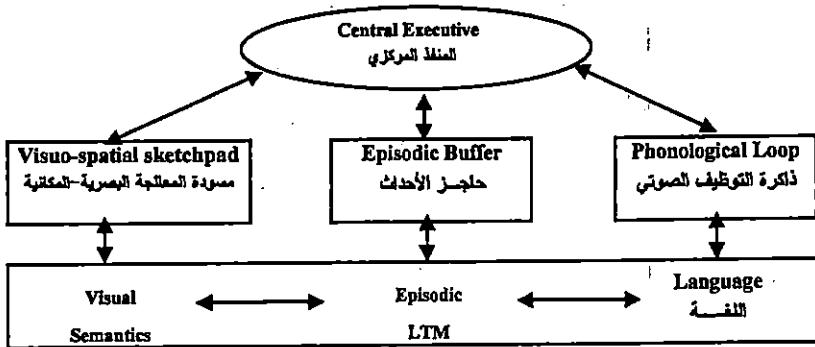 Central Executive
المنفذ المركزي
Visuo-spatial sketchpad
مسودة المعالجة البصرية-المكانية
Episodic Buffer
حاجز الأحداث
Phonological Loop
ذاكرة التوظيف الصوتي
Visual
Semantics
Episodic
LTM
Language
اللغة